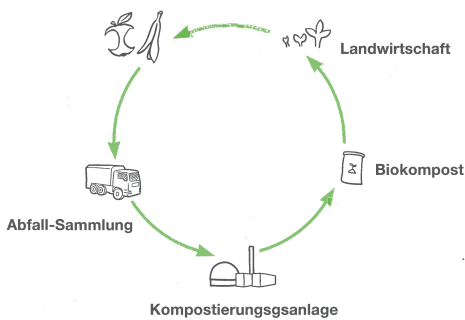 Landwirtschaft
Biokompost
Abfall-Sammlung
Kompostierungsgsanlage